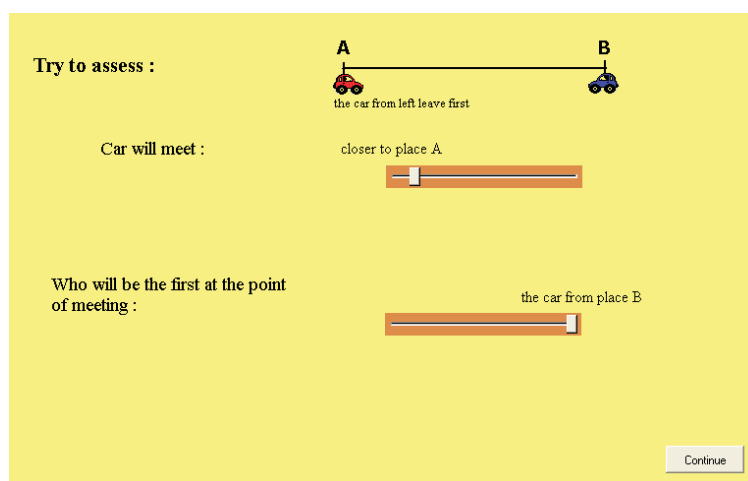 A B
Try to assess :
the car from left leave first
Car will meet :
closer to place A
Who will be the first at the point
of meeting :
the car from place B
Continue